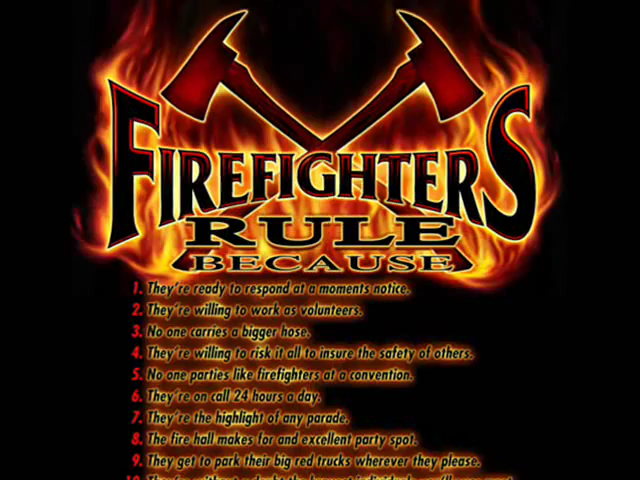 FIREFIGHTERS
RULE
BECAUSE
1. They're ready to respond at a moments notice.
2. They're willing to work as volunteers.
3. No one carries a bigger hose.
4. They're willing to risk it all to insure the safety of others.
5. No one parties like firefighters at a convention.
6. They're on call 24 hours a day.
7. They're the highlight of any parade.
8. The fire hall makes for and excellent party spot.
9. They get to park their big red trucks wherever they please.